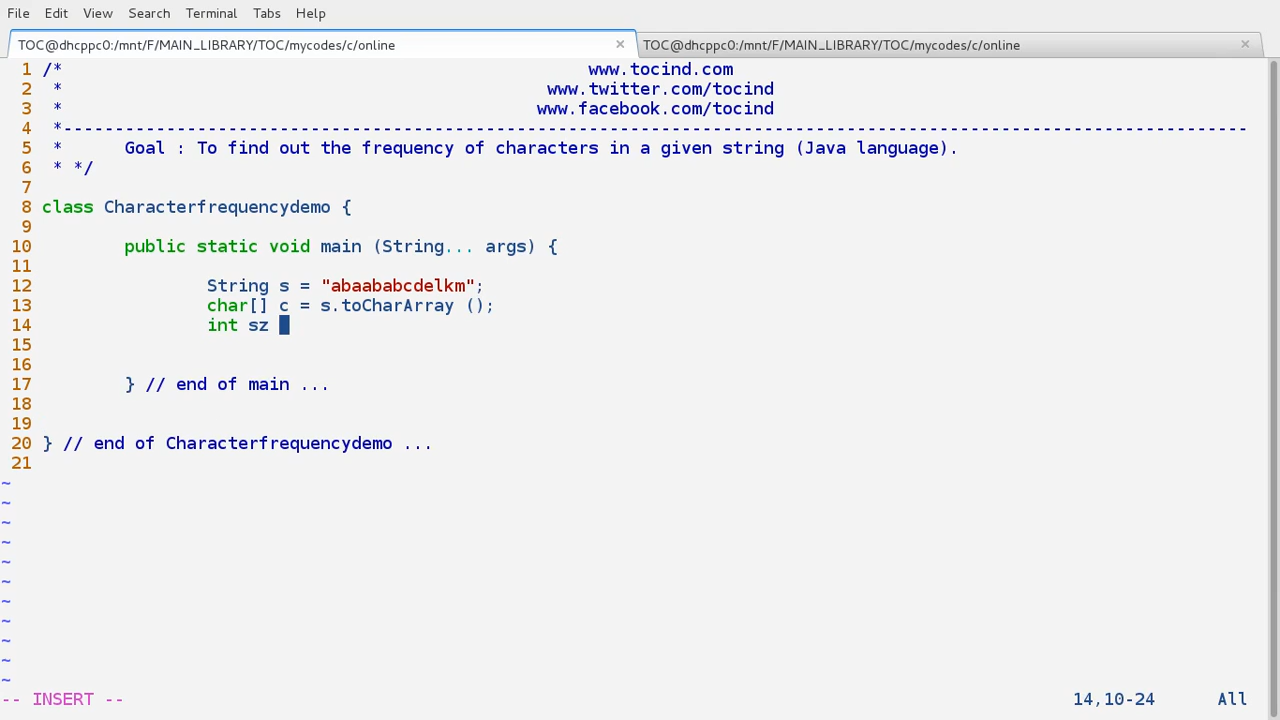 File Edit View Search Terminal Tabs Help
TOC@dhcppc0:/mnt/F/MAIN_LIBRARY/TOC/mycodes/c/online × TOC@dhcppc0:/mnt/F/MAIN_LIBRARY/TOC/mycodes/c/online ×
1 /* www.tocind.com
2 * www.twitter.com/tocind
3 * www.facebook.com/tocind
4 *-------------------------------------------------------------------------------------------------------------------
5 * Goal : To find out the frequency of characters in a given string (Java language).
6 * */
7
8 class Characterfrequencydemo {
9
10 public static void main (String... args) {
11
12 String s = "abaababcdelkm";
13 char[] c = s.toCharArray ();
14 int sz
15
16
17 } // end of main ...
18
19
20 } // end of Characterfrequencydemo ...
21
~
~
~
~
~
~
~
~
~
~
~
-- INSERT -- 14,10-24 All